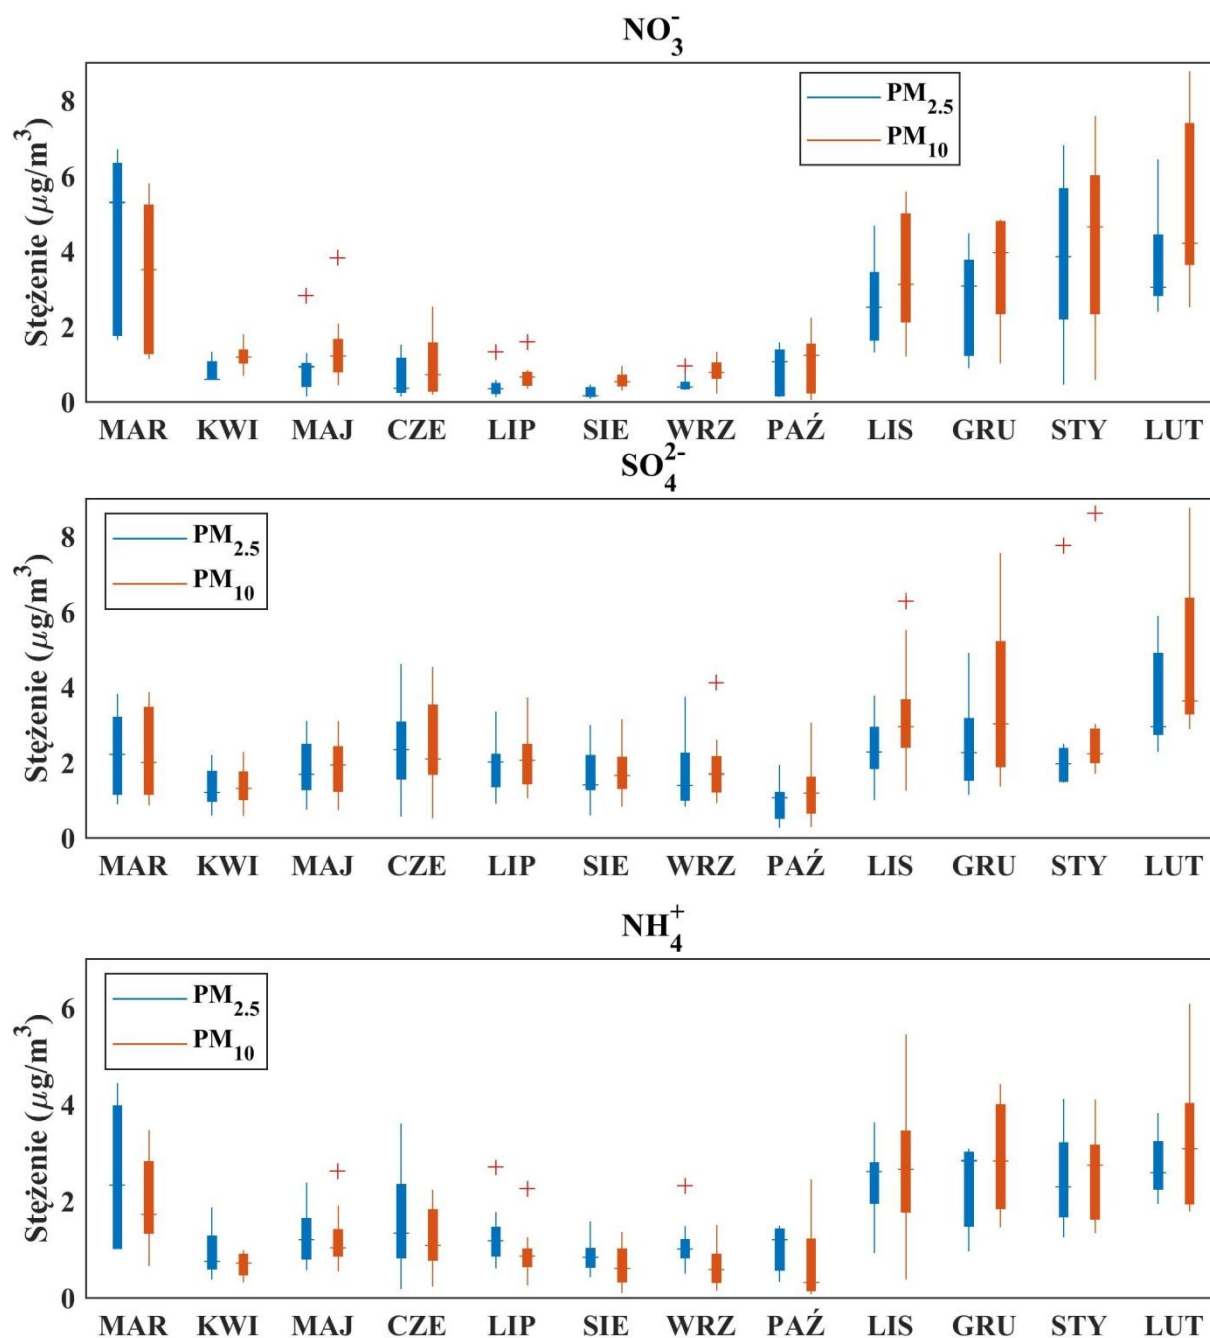 NO₃⁻
Stężenie (μg/m³)
8
6
4
2
0
PM₂.₅
PM₁₀
MAR KWI MAJ CZE LIP SIE WRZ PAŹ LIS GRU STY LUT
SO₄²⁻
Stężenie (μg/m³)
8
6
4
2
0
PM₂.₅
PM₁₀
MAR KWI MAJ CZE LIP SIE WRZ PAŹ LIS GRU STY LUT
NH₄⁺
Stężenie (μg/m³)
6
4
2
0
PM₂.₅
PM₁₀
MAR KWI MAJ CZE LIP SIE WRZ PAŹ LIS GRU STY LUT